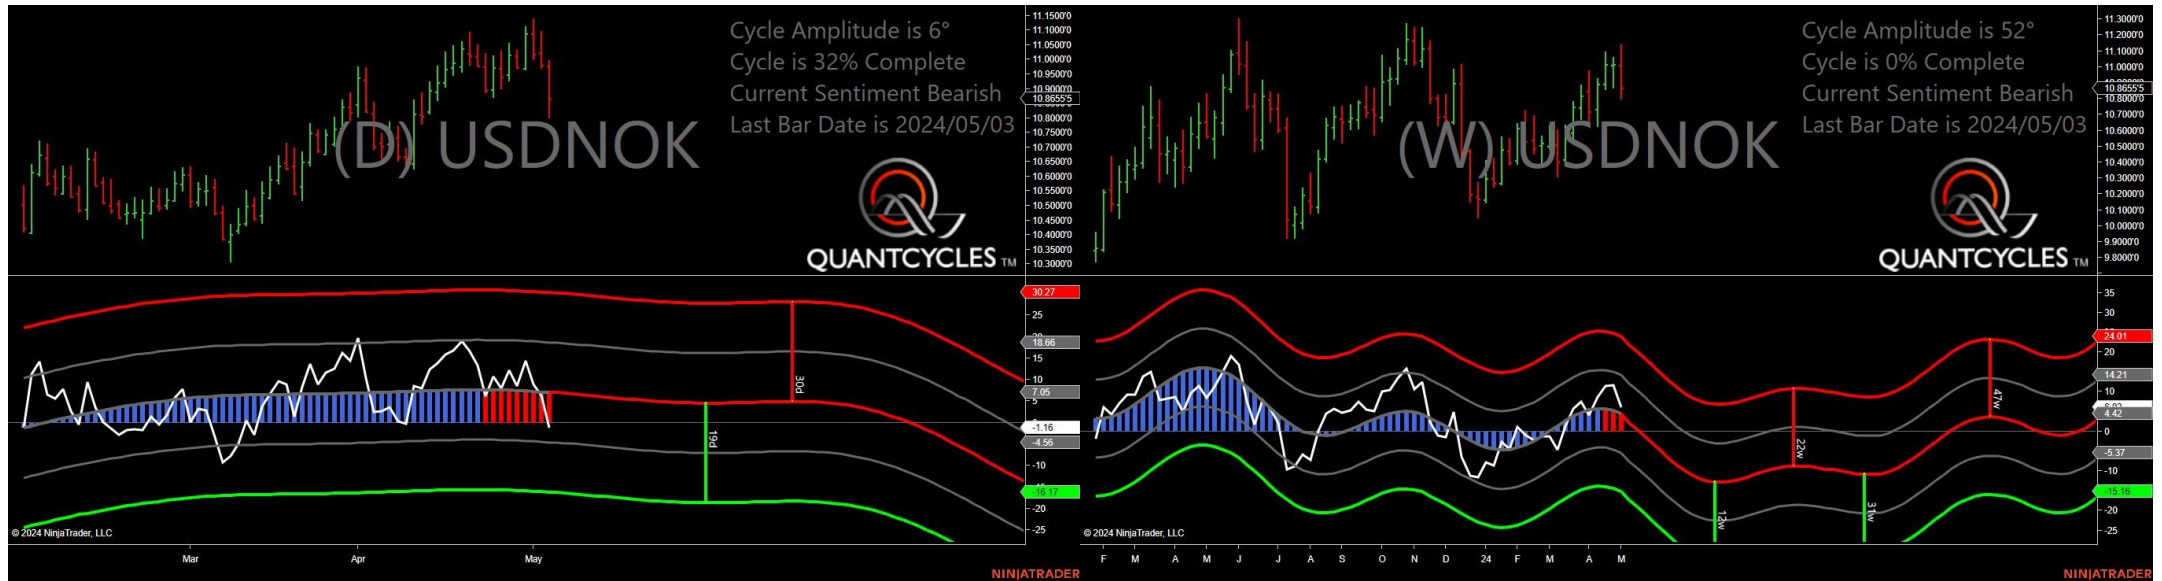 Cycle Amplitude is 6°
Cycle is 32% Complete
Current Sentiment Bearish
Last Bar Date is 2024/05/03
(D) USDNOK
QUANTCYCLES TM
11.1500'0
11.1000'0
11.0500'0
11.0000'0
10.9500'0
10.9000'0
10.8655'5
10.8000'0
10.7500'0
10.7000'0
10.6500'0
10.6000'0
10.5500'0
10.5000'0
10.4500'0
10.4000'0
10.3500'0
10.3000'0
30.27
25
18.66
15
10
7.05
5
-1.16
-4.56
-10
-16.17
-20
-25
30d
19d
© 2024 NinjaTrader, LLC
Mar
Apr
May
NINJATRADER
Cycle Amplitude is 52°
Cycle is 0% Complete
Current Sentiment Bearish
Last Bar Date is 2024/05/03
(W) USDNOK
QUANTCYCLES TM
11.3000'0
11.2000'0
11.1000'0
11.0000'0
10.8655'5
10.8000'0
10.7000'0
10.6000'0
10.5000'0
10.4000'0
10.3000'0
10.2000'0
10.1000'0
10.0000'0
9.9000'0
9.8000'0
35
30
24.01
20
14.21
10
4.42
0
-5.37
-10
-15.16
-20
-25
12w
22w
31w
47w
© 2024 NinjaTrader, LLC
F M A M J J A S O N D 24 F M A M
NINJATRADER